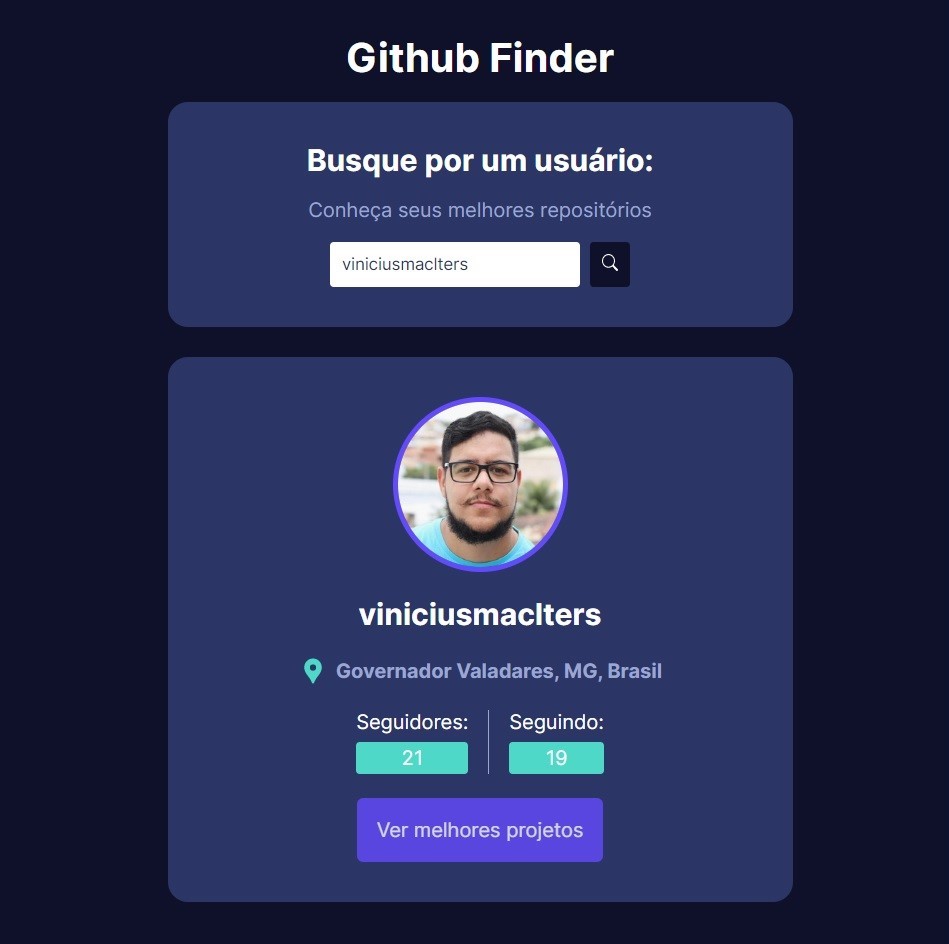 Github Finder
Busque por um usuário:
Conheça seus melhores repositórios
viniciusmaclters
viniciusmaclters
Governador Valadares, MG, Brasil
Seguidores: Seguindo:
21 19
Ver melhores projetos